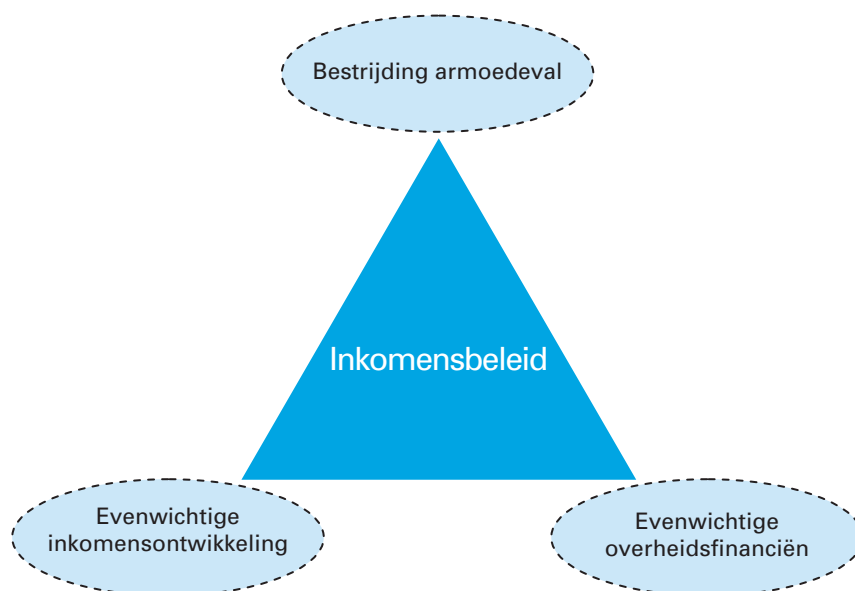 Bestrijding armoedeval
Inkomensbeleid
Evenwichtige
inkomensontwikkeling
Evenwichtige
overheidsfinanciën